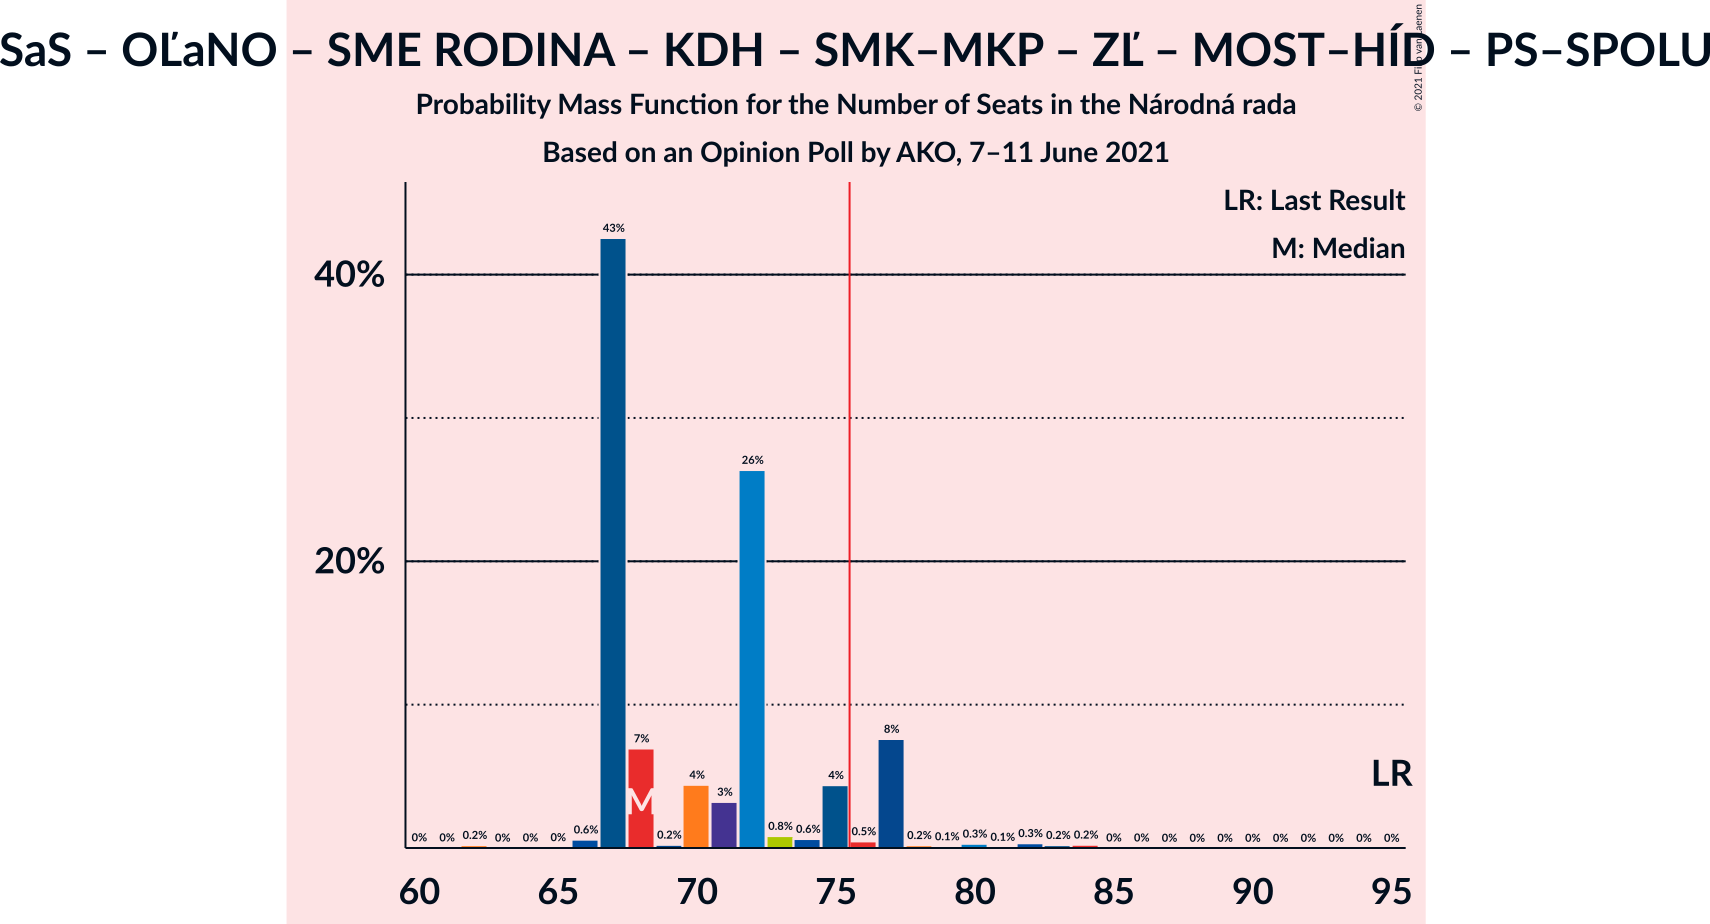 SaS – OĽaNO – SME RODINA – KDH – SMK–MKP – ZĽ – MOST–HÍD – PS–SPOLU
Probability Mass Function for the Number of Seats in the Národná rada
Based on an Opinion Poll by AKO, 7–11 June 2021
© 2021 Filip van Laenen
LR: Last Result
M: Median
40%
20%
43%
26%
8%
7%
4% 3% 4%
0% 0% 0.2% 0% 0% 0% 0.6% 0.2% 0.8% 0.6% 0.5% 0.2% 0.1% 0.3% 0.1% 0.3% 0.2% 0.2% 0% 0% 0% 0% 0% 0% 0% 0% 0% 0% 0%
M
LR
60 65 70 75 80 85 90 95